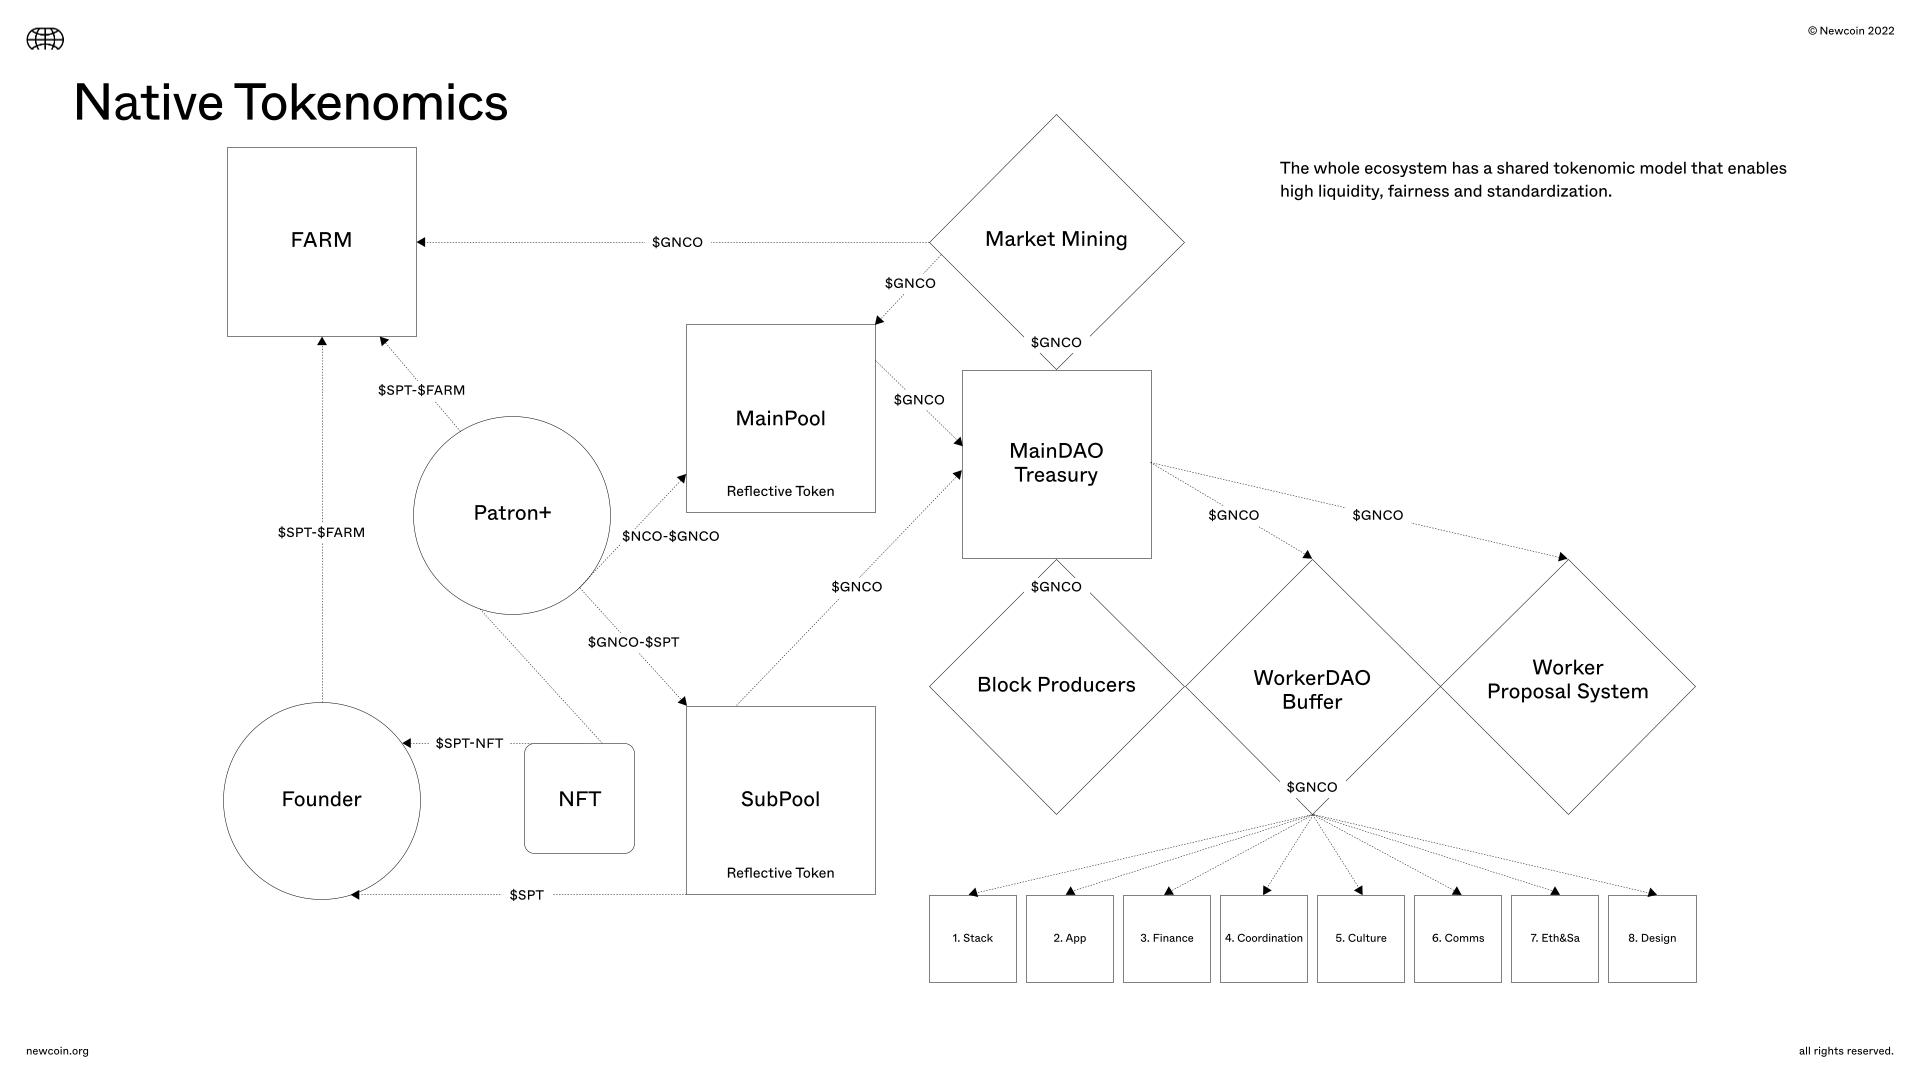 © Newcoin 2022
Native Tokenomics
The whole ecosystem has a shared tokenomic model that enables
high liquidity, fairness and standardization.
FARM
$GNCO
Market Mining
$GNCO
$GNCO
$SPT-$FARM
MainPool
Reflective Token
$GNCO
MainDAO
Treasury
Patron+
$SPT-$FARM
$NCO-$GNCO
$GNCO
$GNCO
$GNCO
$GNCO
$GNCO-$SPT
Block Producers
WorkerDAO
Buffer
Worker
Proposal System
$SPT-NFT
Founder
NFT
SubPool
Reflective Token
$SPT
$GNCO
1. Stack
2. App
3. Finance
4. Coordination
5. Culture
6. Comms
7. Eth&Sa
8. Design
newcoin.org
all rights reserved.